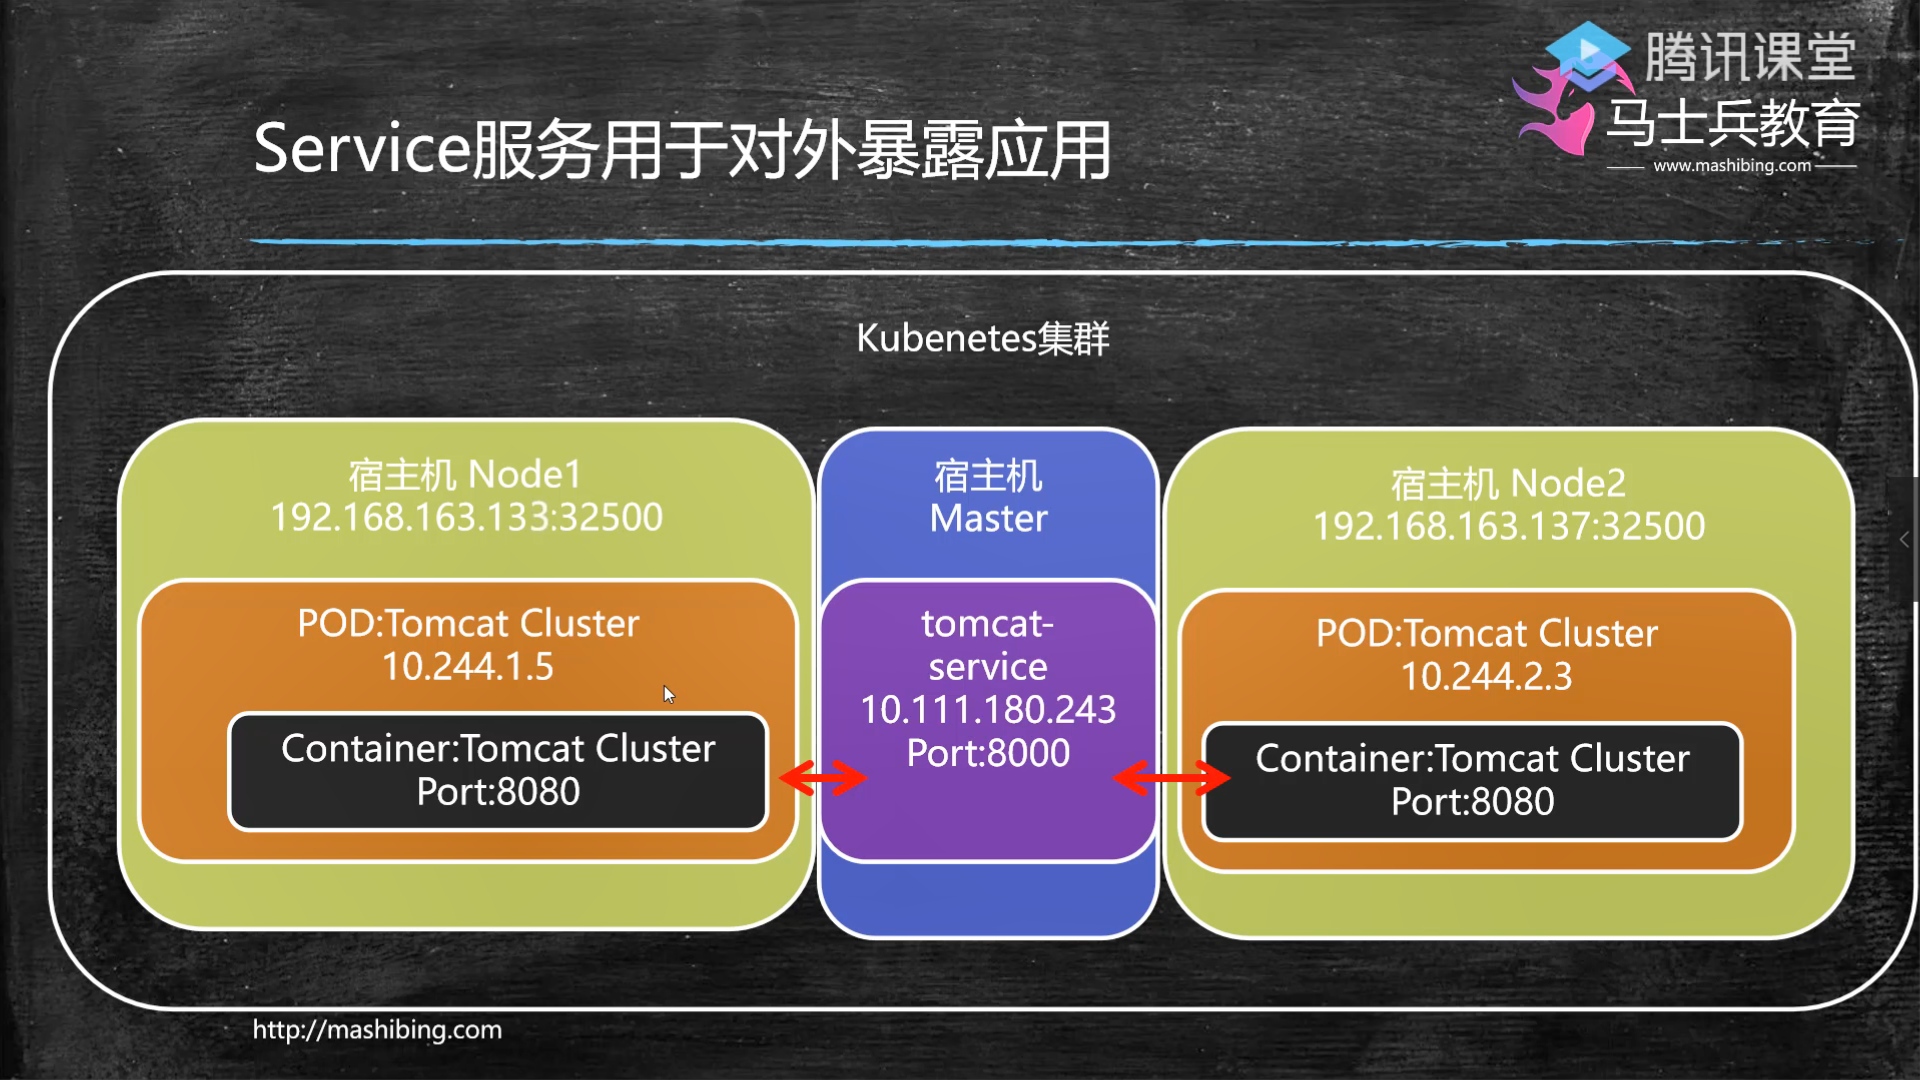 腾讯课堂
马士兵教育
www.mashibing.com
Service服务用于对外暴露应用
Kubenetes集群
宿主机 Node1
192.168.163.133:32500
POD:Tomcat Cluster
10.244.1.5
Container:Tomcat Cluster
Port:8080
宿主机
Master
tomcat-
service
10.111.180.243
Port:8000
宿主机 Node2
192.168.163.137:32500
POD:Tomcat Cluster
10.244.2.3
Container:Tomcat Cluster
Port:8080
http://mashibing.com